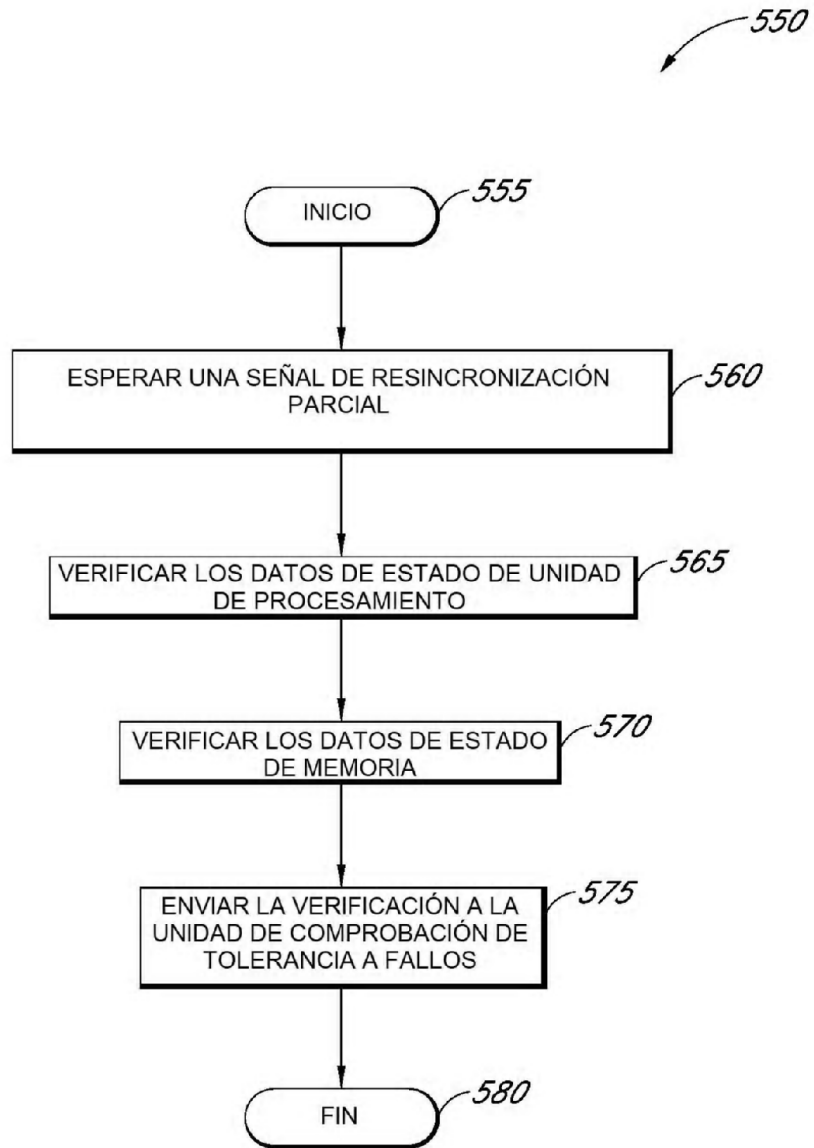 550
INICIO
555
ESPERAR UNA SEÑAL DE RESINCRONIZACIÓN
PARCIAL
560
VERIFICAR LOS DATOS DE ESTADO DE UNIDAD
DE PROCESAMIENTO
565
VERIFICAR LOS DATOS DE ESTADO
DE MEMORIA
570
ENVIAR LA VERIFICACIÓN A LA
UNIDAD DE COMPROBACIÓN DE
TOLERANCIA A FALLOS
575
FIN
580